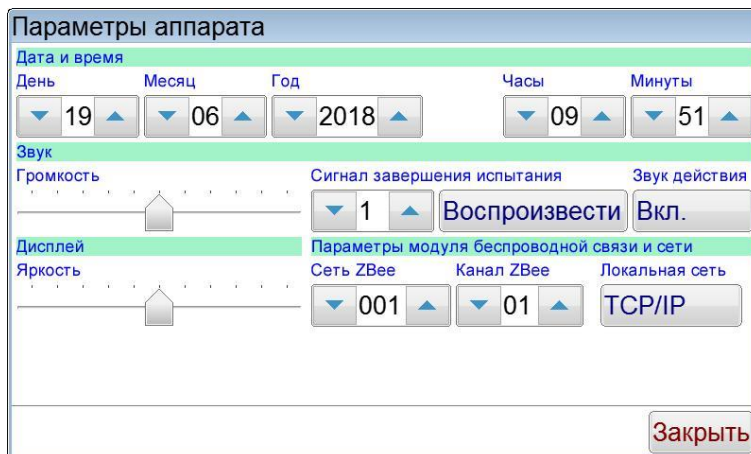 Параметры аппарата
Дата и время
День Месяц Год Часы Минуты
19 06 2018 09 51
Звук
Громкость Сигнал завершения испытания Звук действия
1 Воспроизвести Вкл.
Дисплей Параметры модуля беспроводной связи и сети
Яркость Сеть ZBee Канал ZBee Локальная сеть
001 01 TCP/IP
Закрыть